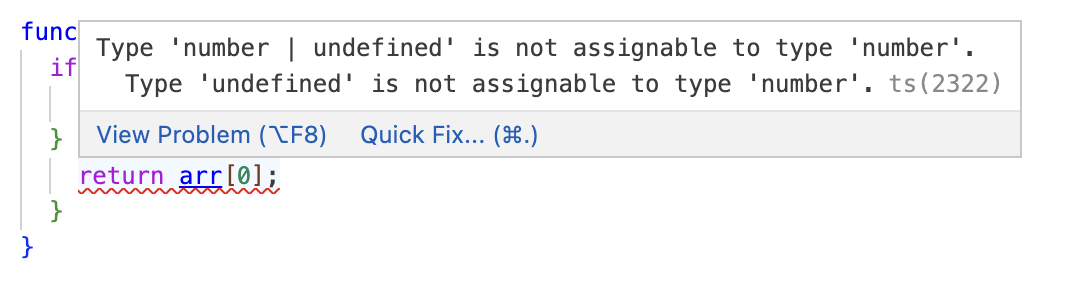 func
Type 'number | undefined' is not assignable to type 'number'.
if
Type 'undefined' is not assignable to type 'number'. ts(2322)
}
View Problem (⌥F8) Quick Fix... (⌘.)
return arr[0];
}
}